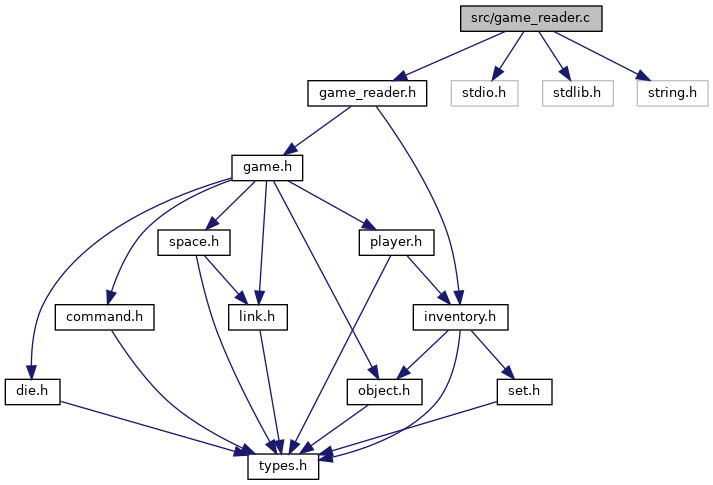 src/game_reader.c
game_reader.h
stdio.h
stdlib.h
string.h
game.h
space.h
player.h
command.h
link.h
inventory.h
die.h
object.h
set.h
types.h